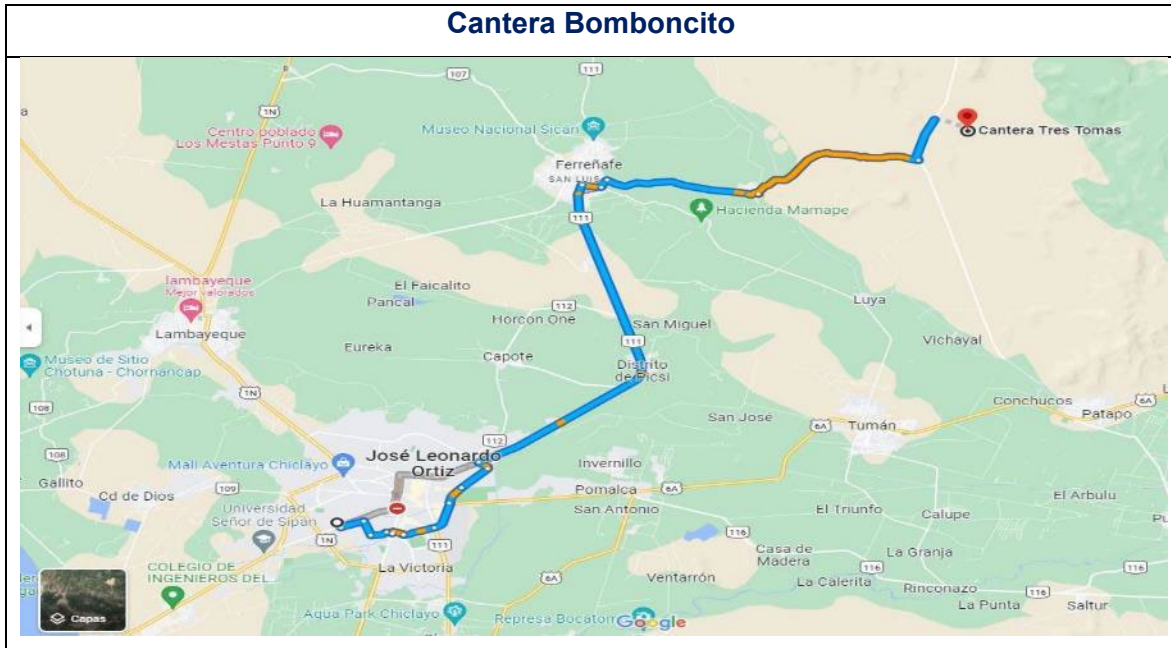 Cantera Bomboncito
107
111
1N
Centro poblado
Los Mestas Punto 9
Museo Nacional Sican
Cantera Tres Tomas
Ferreñafe
SAN LUIS
La Huamantanga
111
Hacienda Mamape
lambayeque
Mejor valorados
El Faicalito
Pancal
112
Horcon One
San Miguel
Luya
Lambayeque
111
Vichayal
Eureka
Capote
Distrito
de Picsi
Museo de Sitio
Chotuna - Chornancap
1N
108
Conchucos
6A
Patapo
San José
6A
Tumán
112
108
José Leonardo
Ortiz
Mall Aventura Chiclayo
Invernillo
Gallito
109
Pomalca
6A
El Arbulu
Cd de Dios
Universidad
Señor de Sipán
San Antonio
El Triunfo
Calupe
1N
111
116
La Victoria
Casa de
Madera
La Granja
116
116
COLEGIO DE
INGENIEROS DEL
6A
Ventarrón
La Calerita
Rinconazo
116
La Punta
Saltur
Capas
Aqua Park Chiclayo
Represa Bocatom
Google